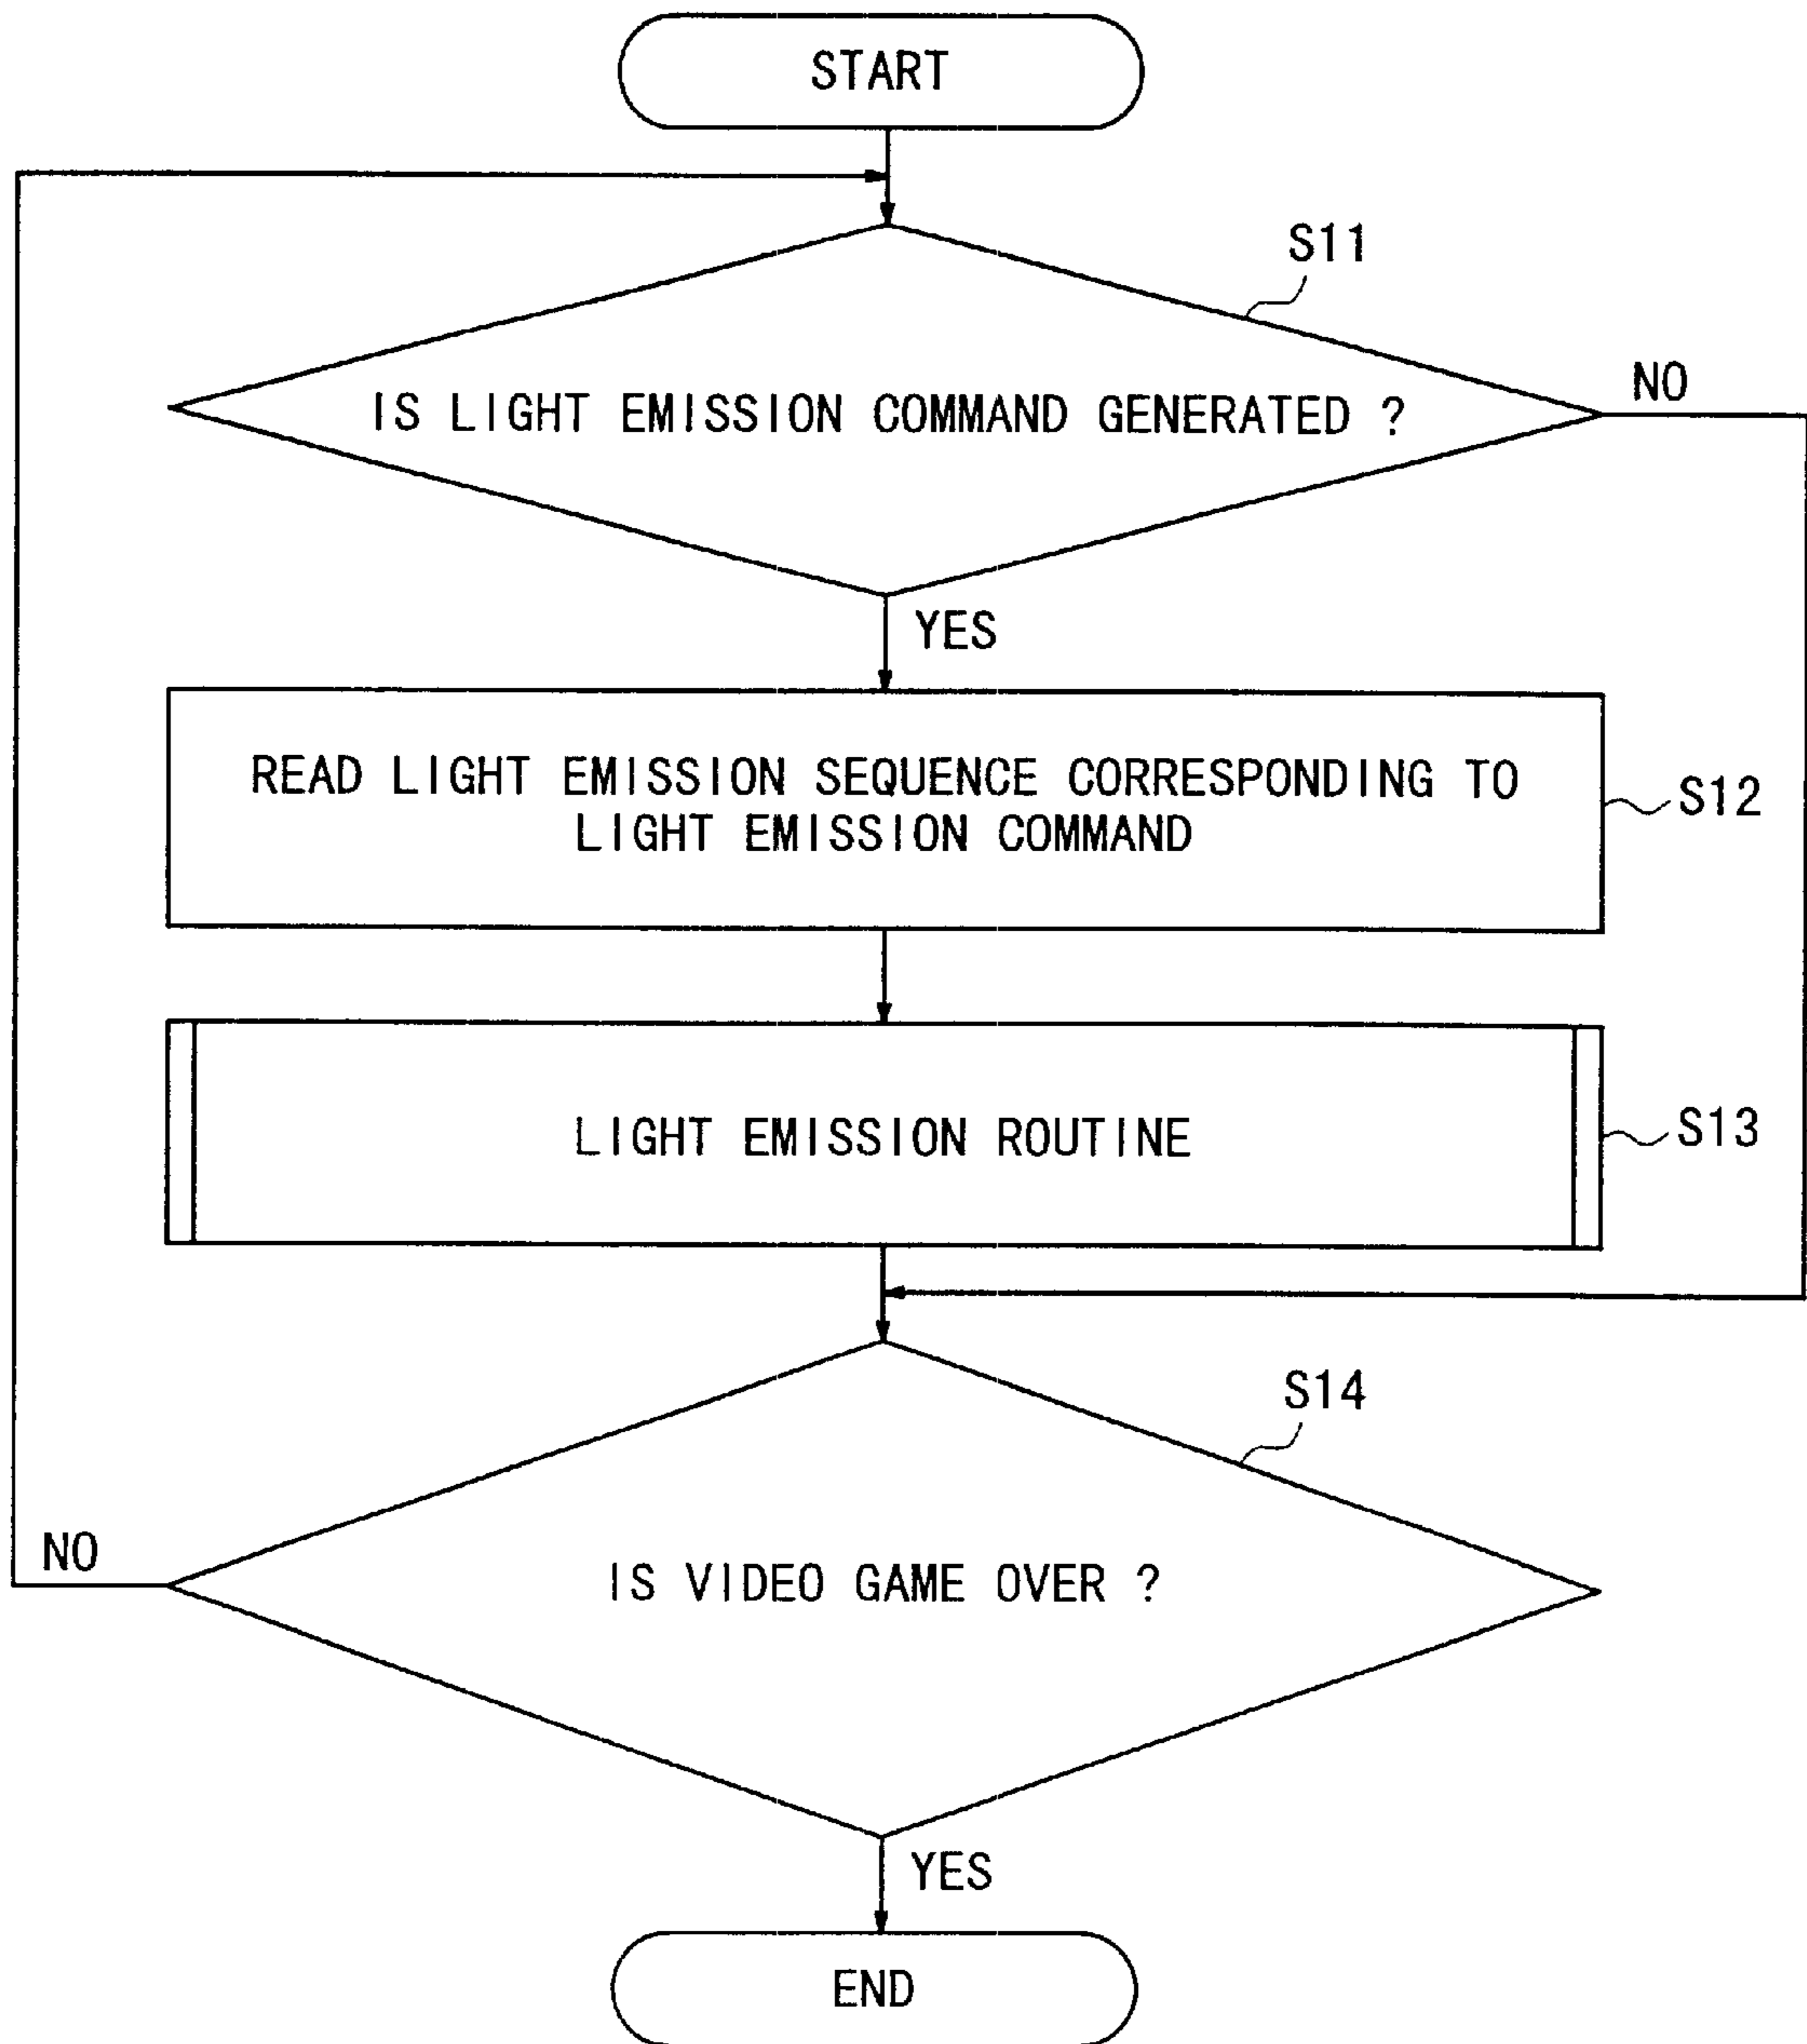 START
S11
IS LIGHT EMISSION COMMAND GENERATED ?
NO
YES
READ LIGHT EMISSION SEQUENCE CORRESPONDING TO
LIGHT EMISSION COMMAND
S12
LIGHT EMISSION ROUTINE
S13
S14
NO
IS VIDEO GAME OVER ?
YES
END